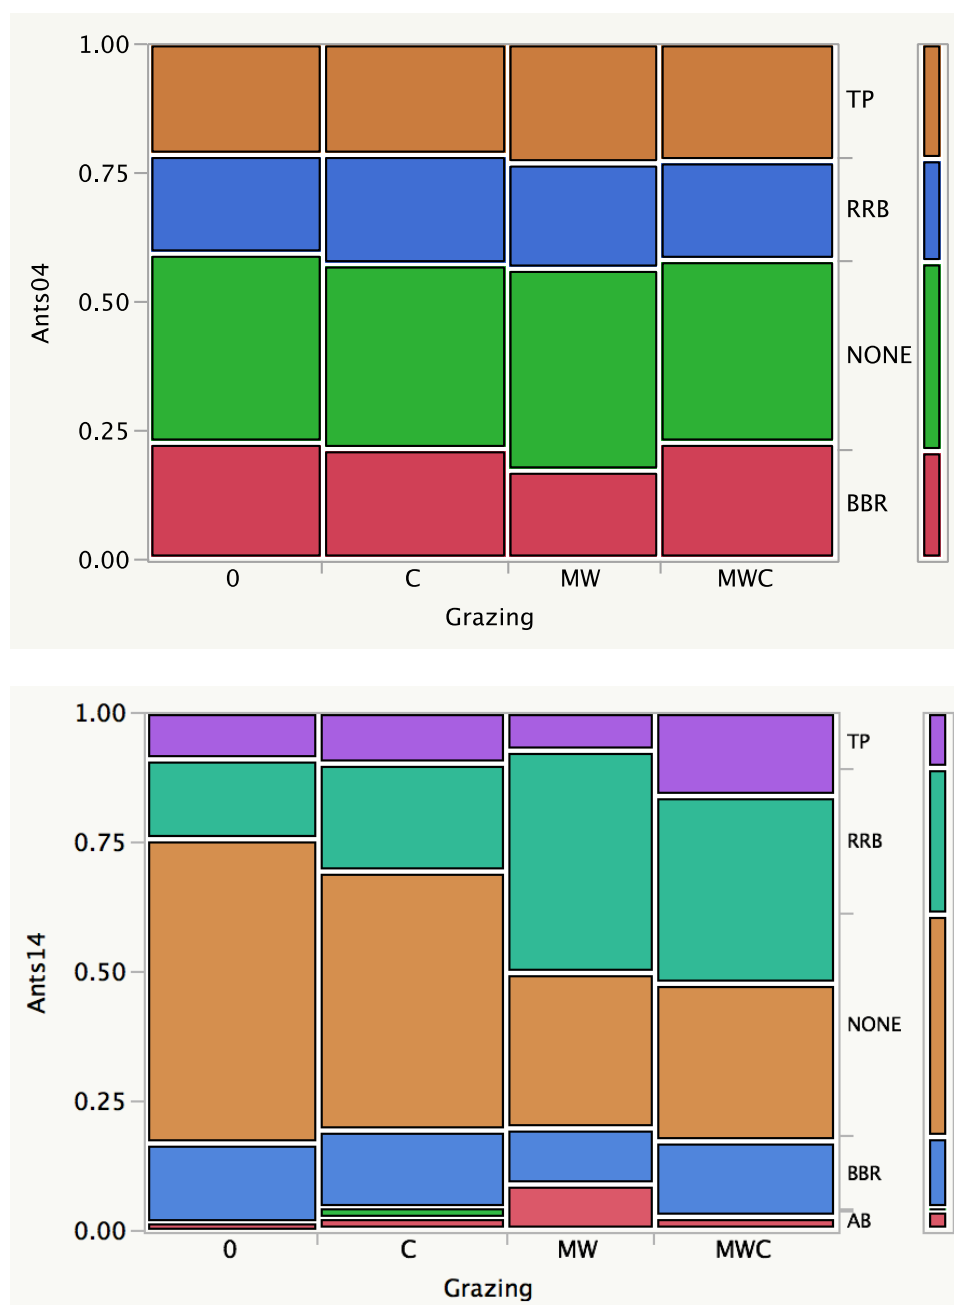 1.00
0.75
0.50
0.25
0.00
Ants04
TP
RRB
NONE
BBR
0 C MW MWC
Grazing
1.00
0.75
0.50
0.25
0.00
Ants14
TP
RRB
NONE
BBR
AB
0 C MW MWC
Grazing